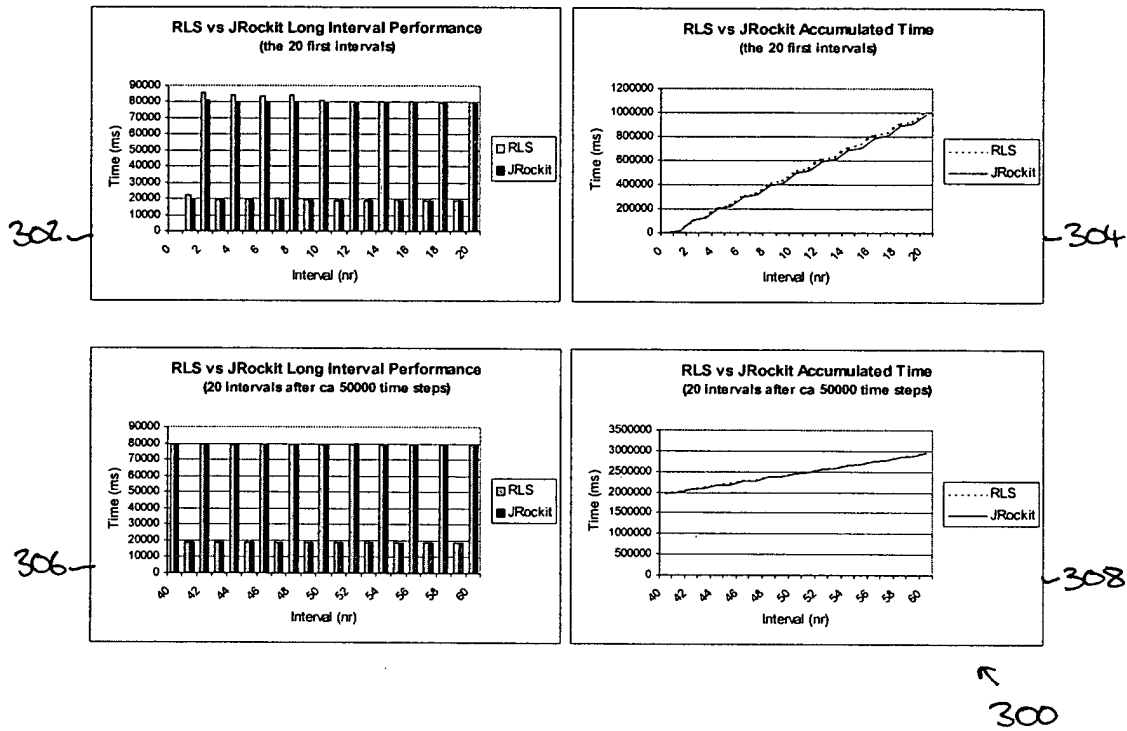 RLS vs JRockit Long Interval Performance
(the 20 first intervals)
90000
80000
70000
60000
50000
40000
30000
20000
10000
0
Time (ms)
0 2 4 6 8 10 12 14 16 18 20
Interval (nr)
RLS
JRockit
302
RLS vs JRockit Accumulated Time
(the 20 first intervals)
1200000
1000000
800000
600000
400000
200000
0
Time (ms)
0 2 4 6 8 10 12 14 16 18 20
Interval (nr)
RLS
JRockit
304
RLS vs JRockit Long Interval Performance
(20 intervals after ca 50000 time steps)
90000
80000
70000
60000
50000
40000
30000
20000
10000
0
Time (ms)
40 42 44 46 48 50 52 54 56 58 60
Interval (nr)
RLS
JRockit
306
RLS vs JRockit Accumulated Time
(20 intervals after ca 50000 time steps)
3500000
3000000
2500000
2000000
1500000
1000000
500000
0
Time (ms)
40 42 44 46 48 50 52 54 56 58 60
Interval (nr)
RLS
JRockit
308
300